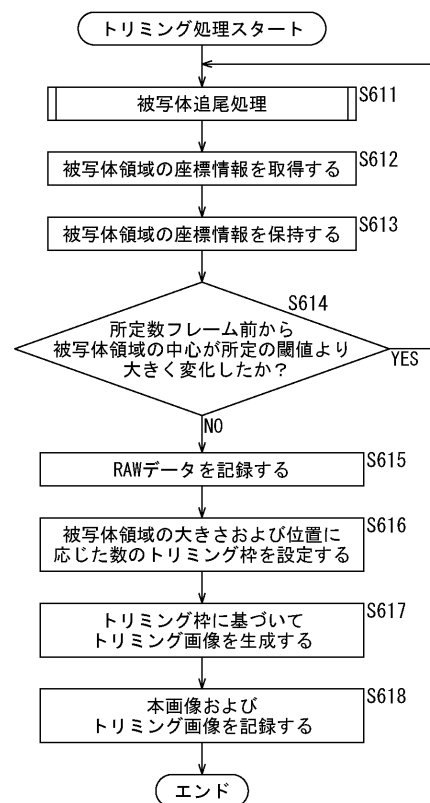 トリミング処理スタート
被写体追尾処理
S611
被写体領域の座標情報を取得する
S612
被写体領域の座標情報を保持する
S613
S614
所定数フレーム前から
被写体領域の中心が所定の閾値より
大きく変化したか？
YES
NO
RAWデータを記録する
S615
被写体領域の大きさおよび位置に
応じた数のトリミング枠を設定する
S616
トリミング枠に基づいて
トリミング画像を生成する
S617
本画像および
トリミング画像を記録する
S618
エンド